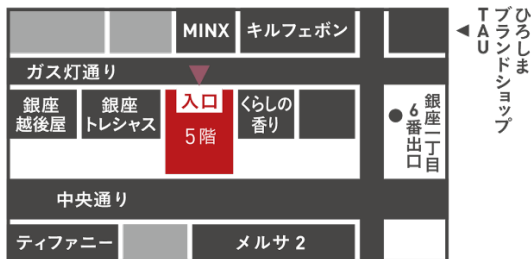 MINX
キルフェボン
ひろしま
ブランドショップ
TAU
ガス灯通り
入口
5階
銀座
越後屋
銀座
トレシャス
くらしの
香り
銀座一丁目
6番出口
中央通り
ティファニー
メルサ2